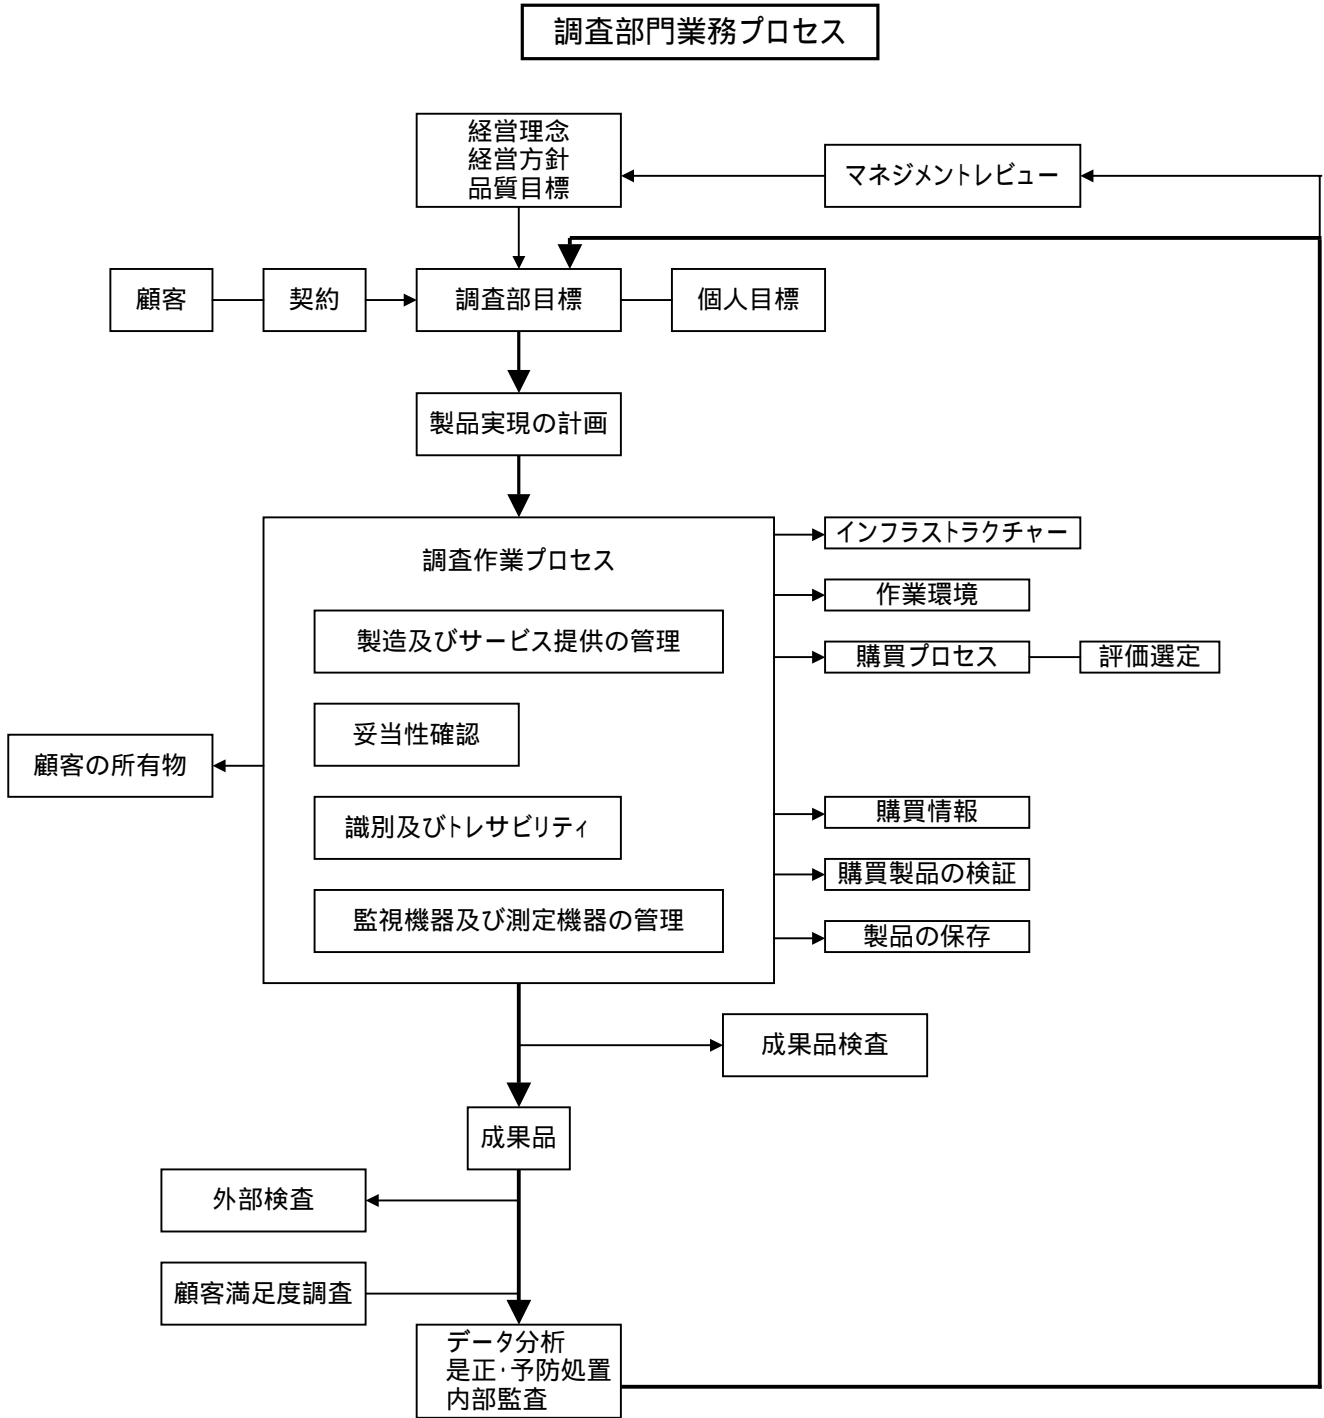 調査部門業務プロセス
経営理念
経営方針
品質目標
マネジメントレビュー
顧客
契約
調査部目標
個人目標
製品実現の計画
調査作業プロセス
インフラストラクチャー
作業環境
製造及びサービス提供の管理
購買プロセス
評価選定
妥当性確認
顧客の所有物
識別及びトレサビリティ
購買情報
購買製品の検証
監視機器及び測定機器の管理
製品の保存
成果品検査
成果品
外部検査
顧客満足度調査
データ分析
是正・予防処置
内部監査